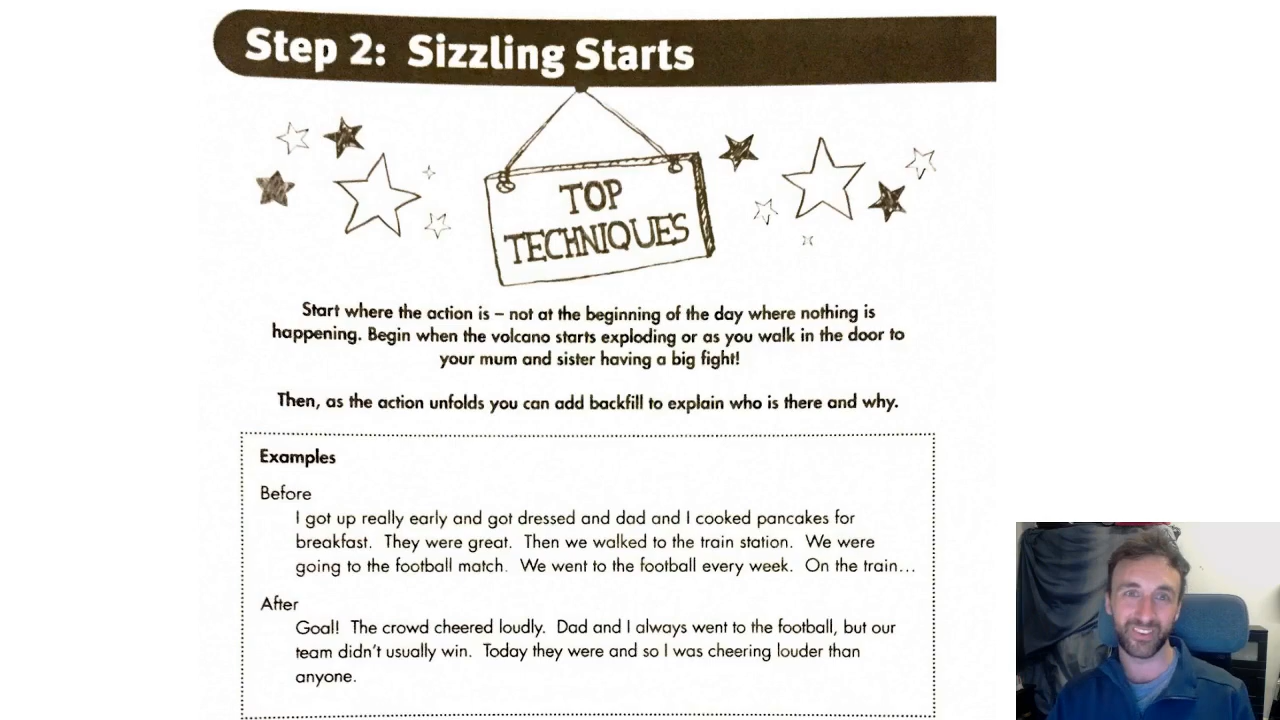 Step 2: Sizzling Starts
TOP
TECHNIQUES
Start where the action is – not at the beginning of the day where nothing is
happening. Begin when the volcano starts exploding or as you walk in the door to
your mum and sister having a big fight!
Then, as the action unfolds you can add backfill to explain who is there and why.
Examples
Before
I got up really early and got dressed and dad and I cooked pancakes for
breakfast. They were great. Then we walked to the train station. We were
going to the football match. We went to the football every week. On the train...
After
Goal! The crowd cheered loudly. Dad and I always went to the football, but our
team didn't usually win. Today they were and so I was cheering louder than
anyone.